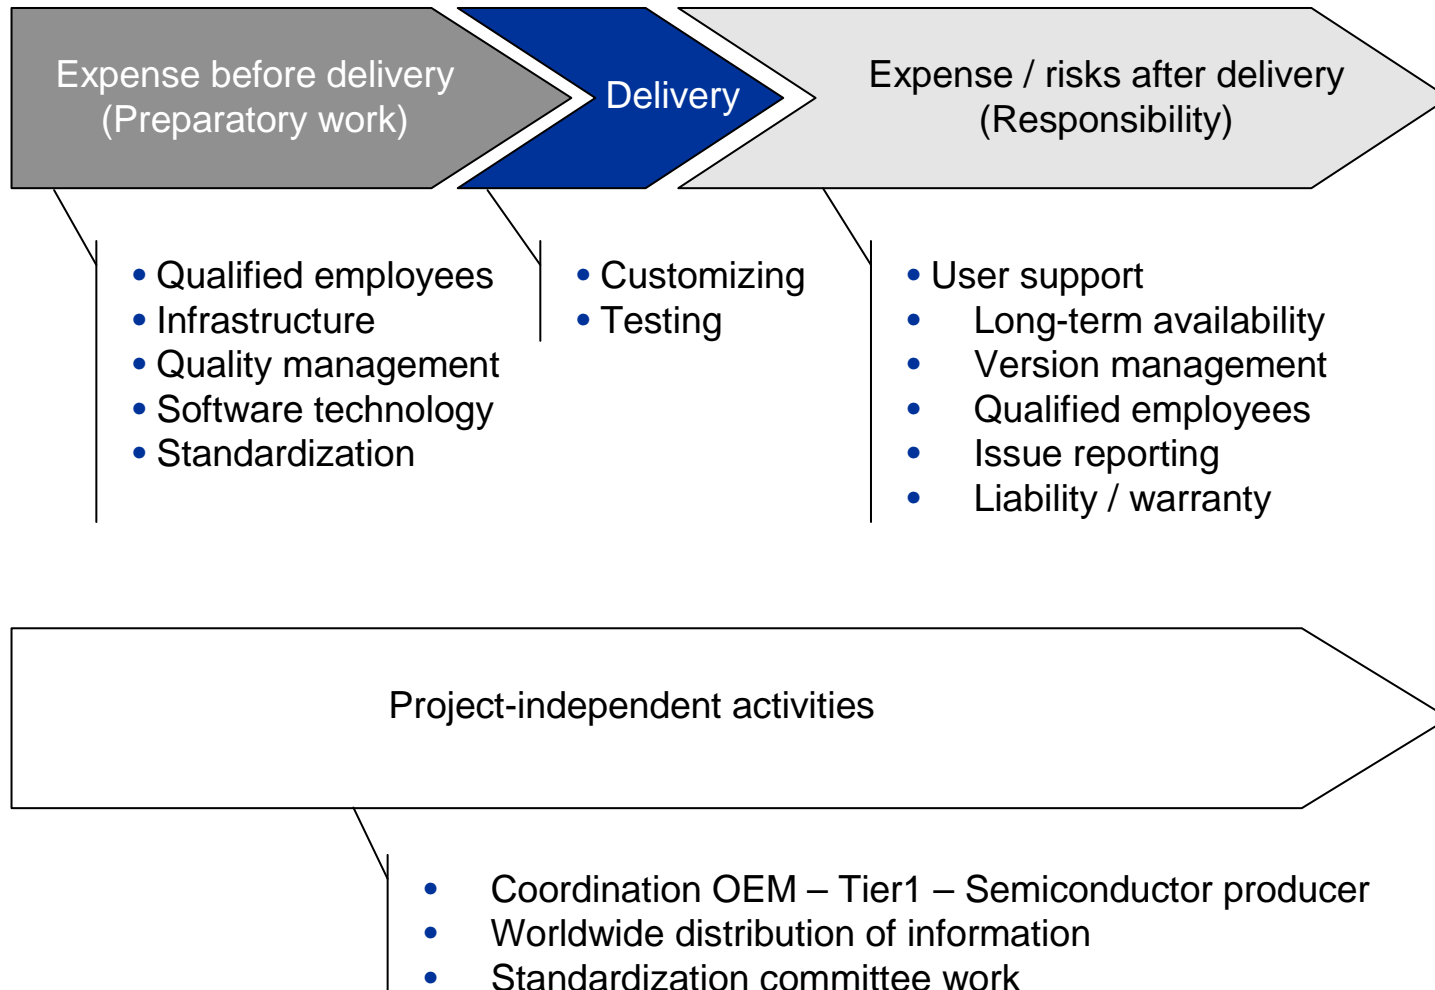 Expense before delivery
(Preparatory work)
Delivery
Expense / risks after delivery
(Responsibility)
• Qualified employees
• Infrastructure
• Quality management
• Software technology
• Standardization
• Customizing
• Testing
• User support
• Long-term availability
• Version management
• Qualified employees
• Issue reporting
• Liability / warranty
Project-independent activities
• Coordination OEM – Tier1 – Semiconductor producer
• Worldwide distribution of information
• Standardization committee work